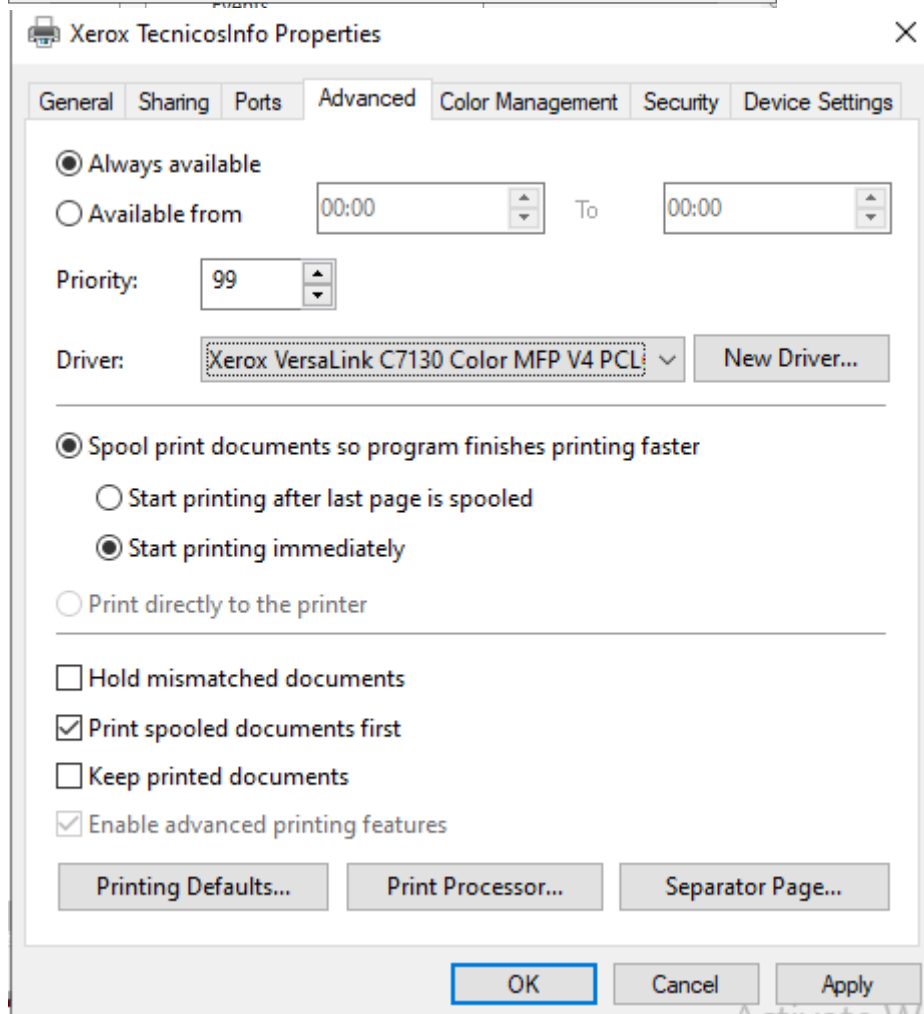 Events
Xerox TecnicosInfo Properties
General Sharing Ports Advanced Color Management Security Device Settings
Always available
Available from 00:00 To 00:00
Priority: 99
Driver: Xerox VersaLink C7130 Color MFP V4 PCL New Driver...
Spool print documents so program finishes printing faster
Start printing after last page is spooled
Start printing immediately
Print directly to the printer
Hold mismatched documents
Print spooled documents first
Keep printed documents
Enable advanced printing features
Printing Defaults... Print Processor... Separator Page...
OK Cancel Apply